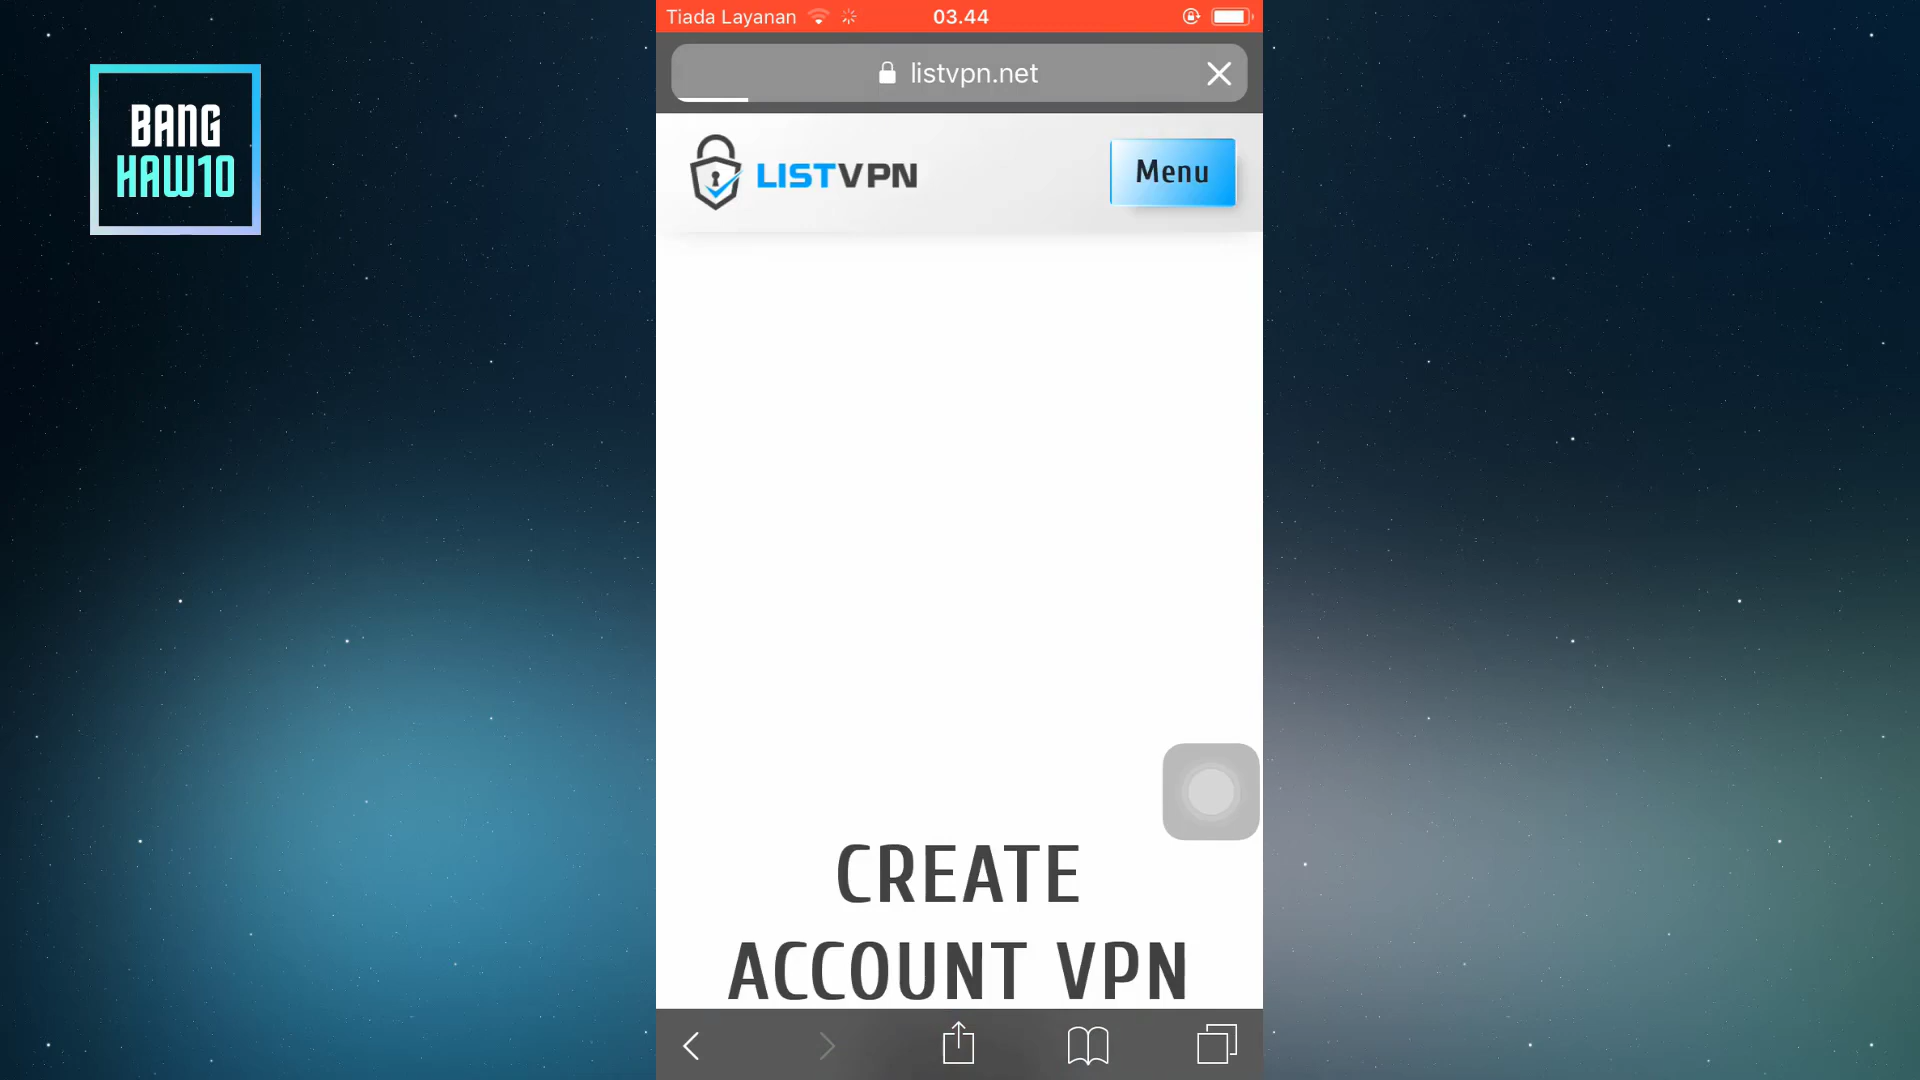 BANG
HAW10
Tiada Layanan
03.44
listvpn.net
LISTVPN
Menu
CREATE
ACCOUNT VPN